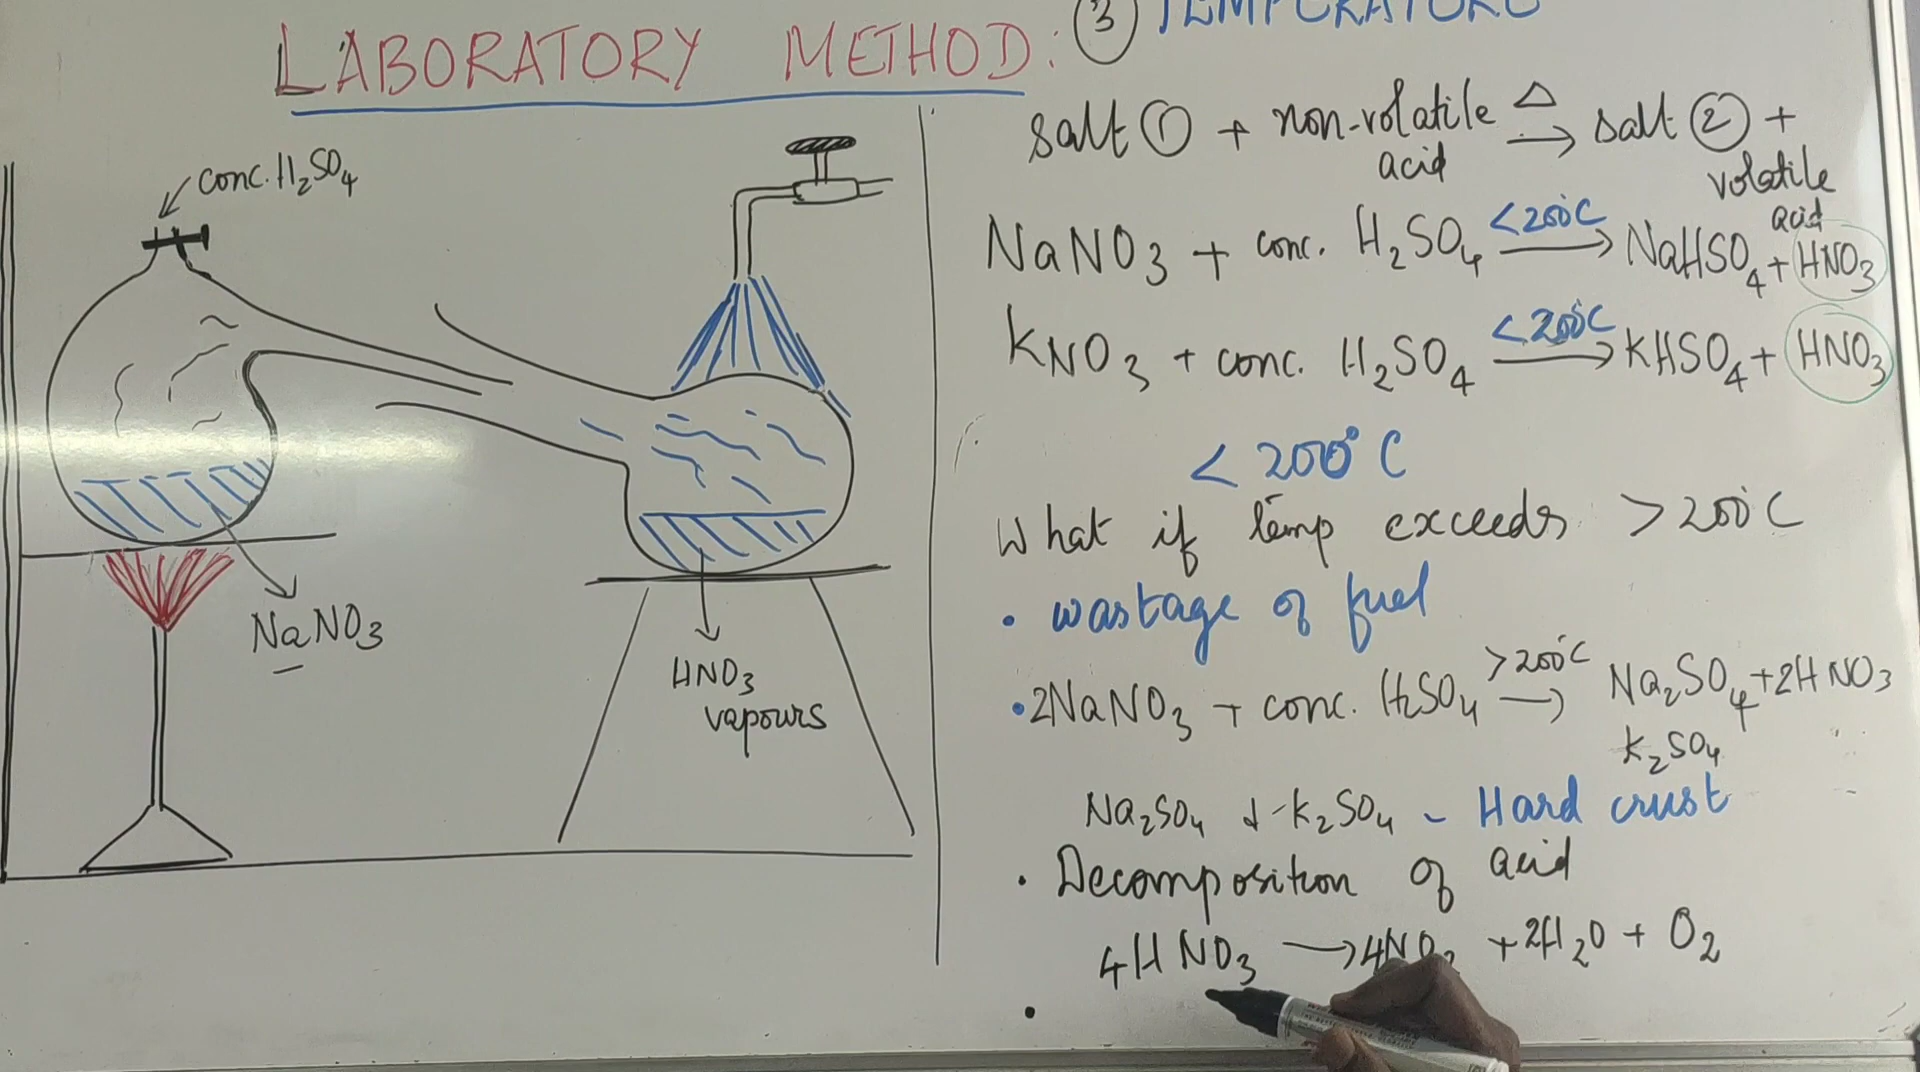 LABORATORY METHOD:
③ TEMPERATURE
conc. H₂SO₄
NaNO₃
HNO₃
vapours
salt ① + non-volatile acid △→ salt ② + volatile acid
NaNO₃ + conc. H₂SO₄ <200°C→ NaHSO₄ + HNO₃
KNO₃ + conc. H₂SO₄ <200°C→ KHSO₄ + HNO₃
< 200°C
What if temp exceeds >200°C
• wastage of fuel
• 2NaNO₃ + conc. H₂SO₄ >200°C→ Na₂SO₄ + 2HNO₃
K₂SO₄
Na₂SO₄ & K₂SO₄ - Hard crust
• Decomposition of acid
4HNO₃ → 4NO₂ + 2H₂O + O₂
•